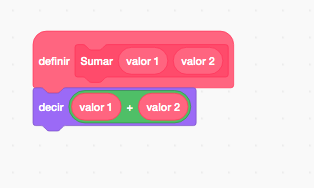 definir Sumar valor 1 valor 2
decir valor 1 + valor 2